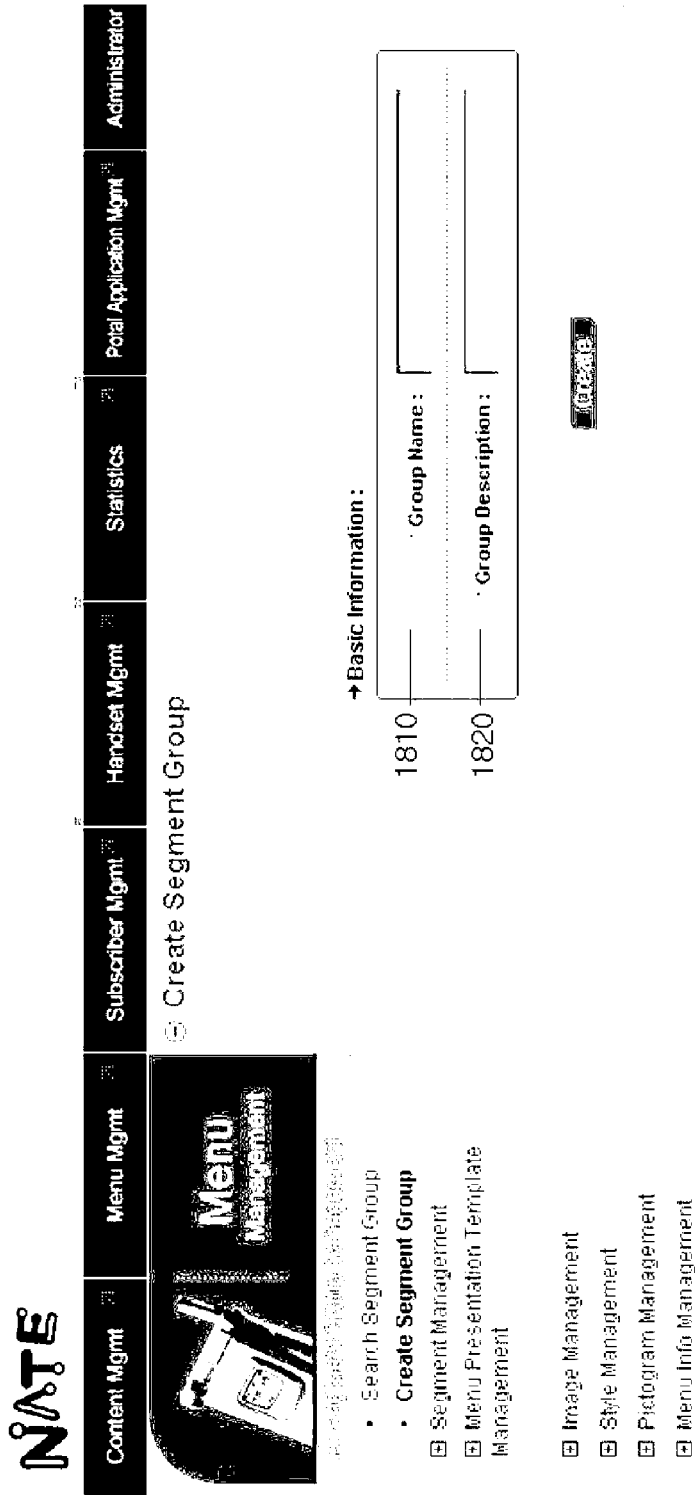 NATE
Content Mgmt Menu Mgmt Subscriber Mgmt Handset Mgmt Statistics Potal Application Mgmt Administrator
Menu
Management
Create Segment Group
• Search Segment Group
• Create Segment Group
Segment Management
Menu Presentation Template
Management
Image Management
Style Management
Pictogram Management
Menu Info Management
→Basic Information :
1810
Group Name :
1820
Group Description :
Create